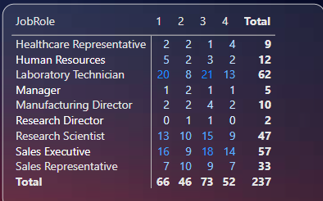 JobRole 1 2 3 4 Total
Healthcare Representative 2 2 1 4 9
Human Resources 5 2 3 2 12
Laboratory Technician 20 8 21 13 62
Manager 1 2 1 1 5
Manufacturing Director 2 2 4 2 10
Research Director 0 1 1 0 2
Research Scientist 13 10 15 9 47
Sales Executive 16 9 18 14 57
Sales Representative 7 10 9 7 33
Total 66 46 73 52 237